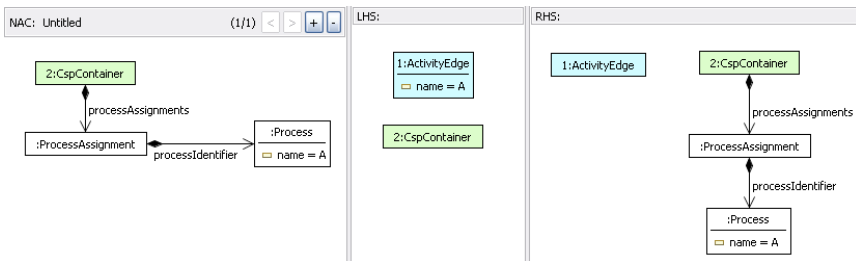 NAC: Untitled (1/1) < > + -
2:CspContainer
processAssignments
:ProcessAssignment
processIdentifier
:Process
name = A
LHS:
1:ActivityEdge
name = A
2:CspContainer
RHS:
1:ActivityEdge
2:CspContainer
processAssignments
:ProcessAssignment
processIdentifier
:Process
name = A